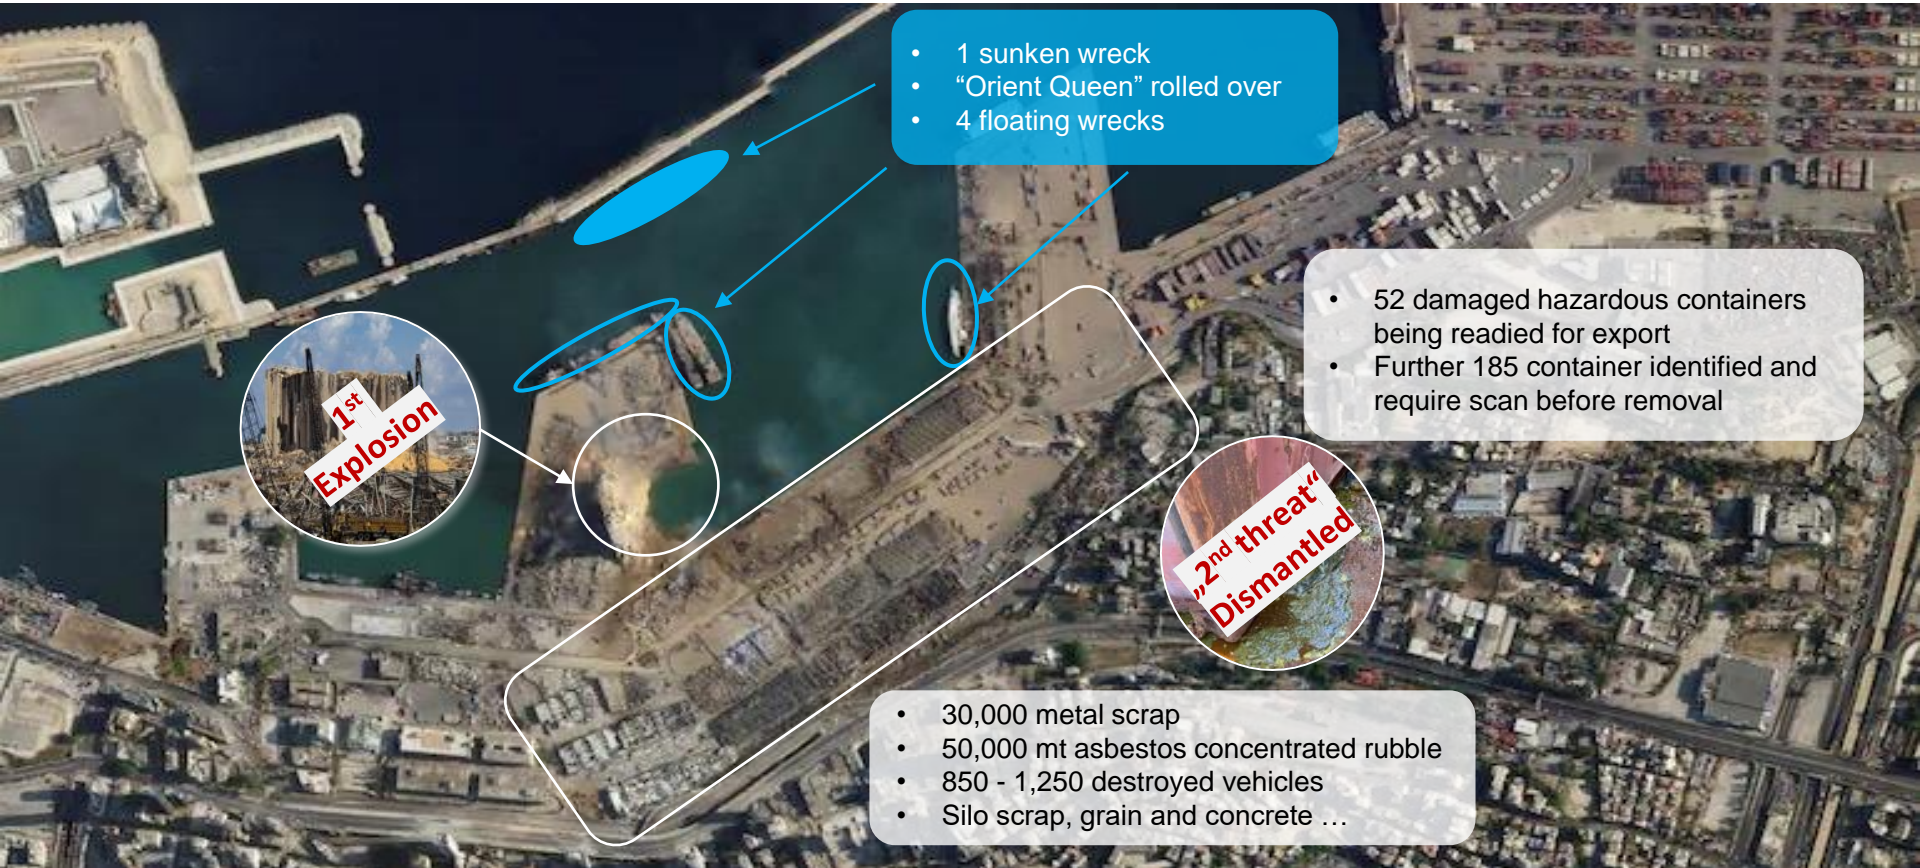 • 1 sunken wreck
• “Orient Queen” rolled over
• 4 floating wrecks
• 52 damaged hazardous containers
being readied for export
• Further 185 container identified and
require scan before removal
1st
Explosion
„2nd threat“
Dismantled
• 30,000 metal scrap
• 50,000 mt asbestos concentrated rubble
• 850 - 1,250 destroyed vehicles
• Silo scrap, grain and concrete …